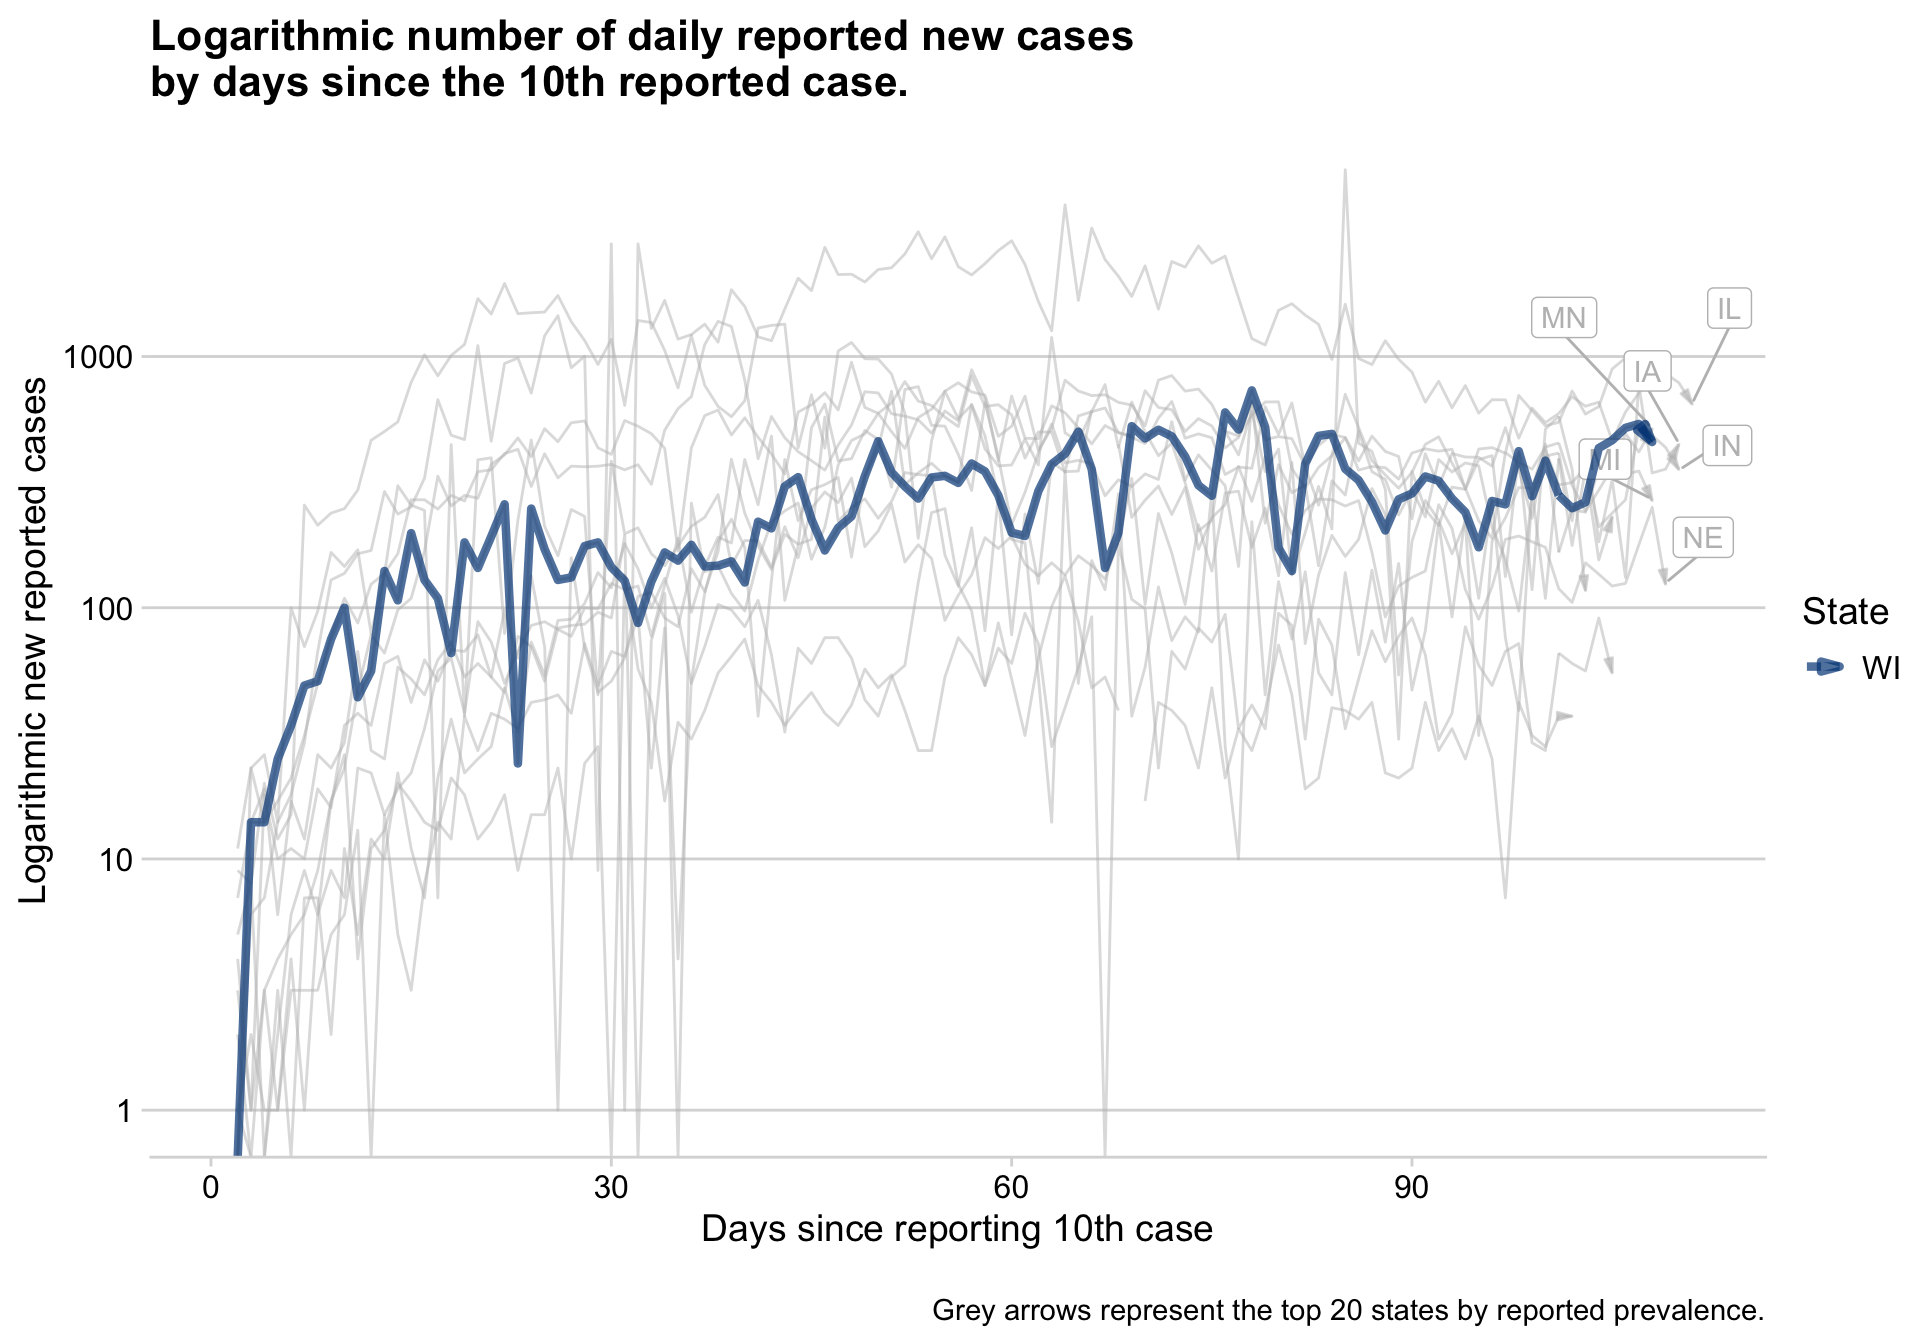 Logarithmic number of daily reported new cases
by days since the 10th reported case.
Logarithmic new reported cases
1000
100
10
1
MN
IL
IA
IN
MI
NE
State
WI
0
30
60
90
Days since reporting 10th case
Grey arrows represent the top 20 states by reported prevalence.